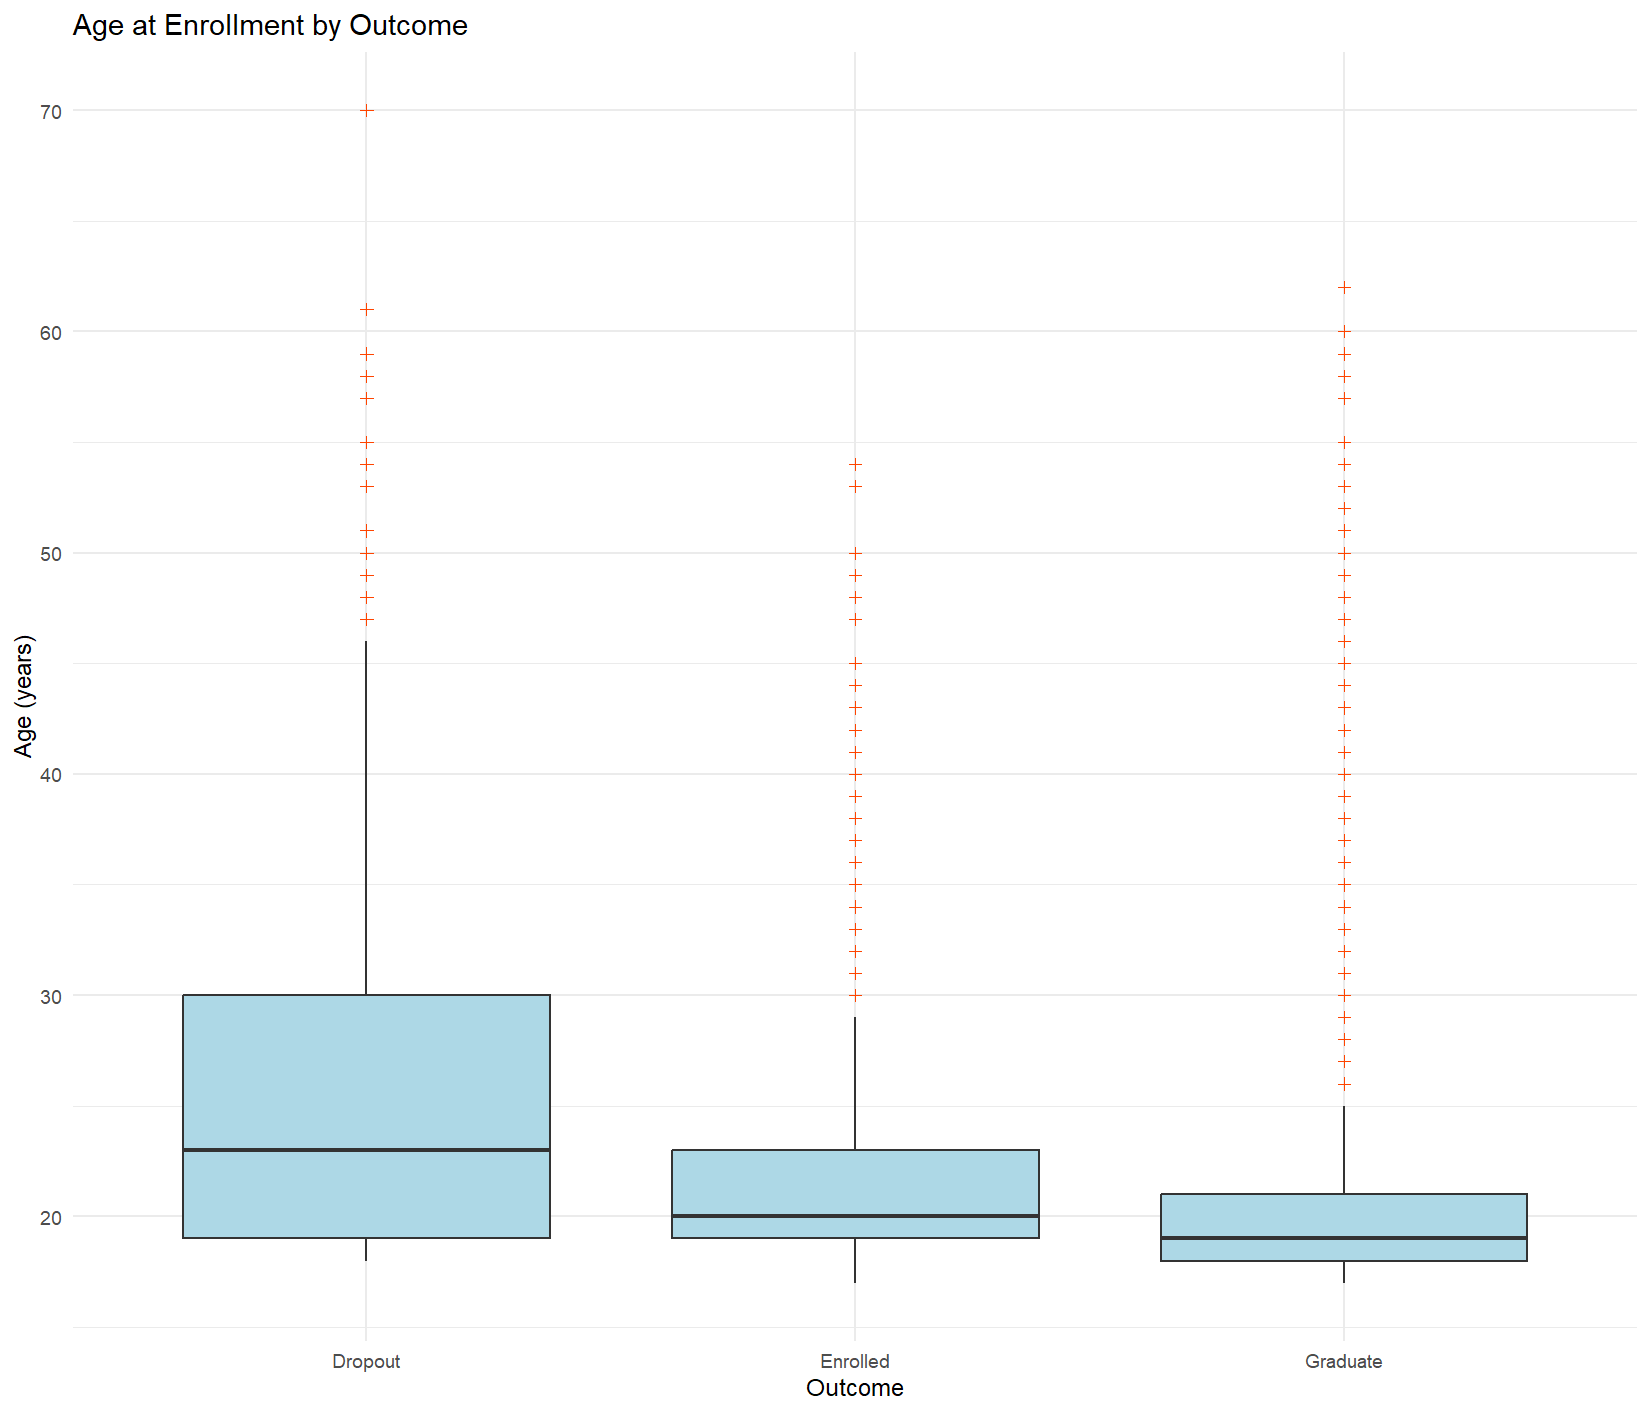 Age at Enrollment by Outcome
70
60
50
40
30
20
Age (years)
Dropout
Enrolled
Graduate
Outcome